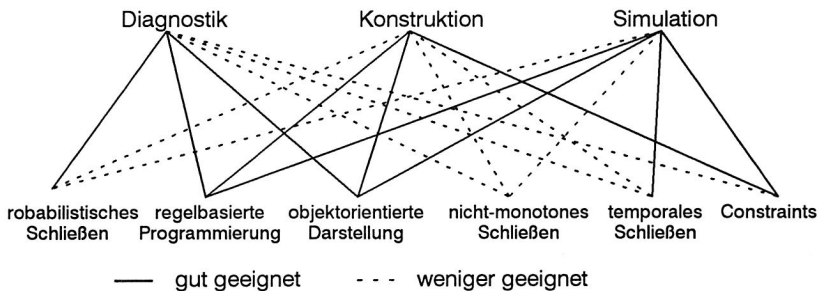 Diagnostik Konstruktion Simulation
robabilistisches regelbasierte objektorientierte nicht-monotones temporales Constraints
Schließen Programmierung Darstellung Schließen Schließen
gut geeignet weniger geeignet